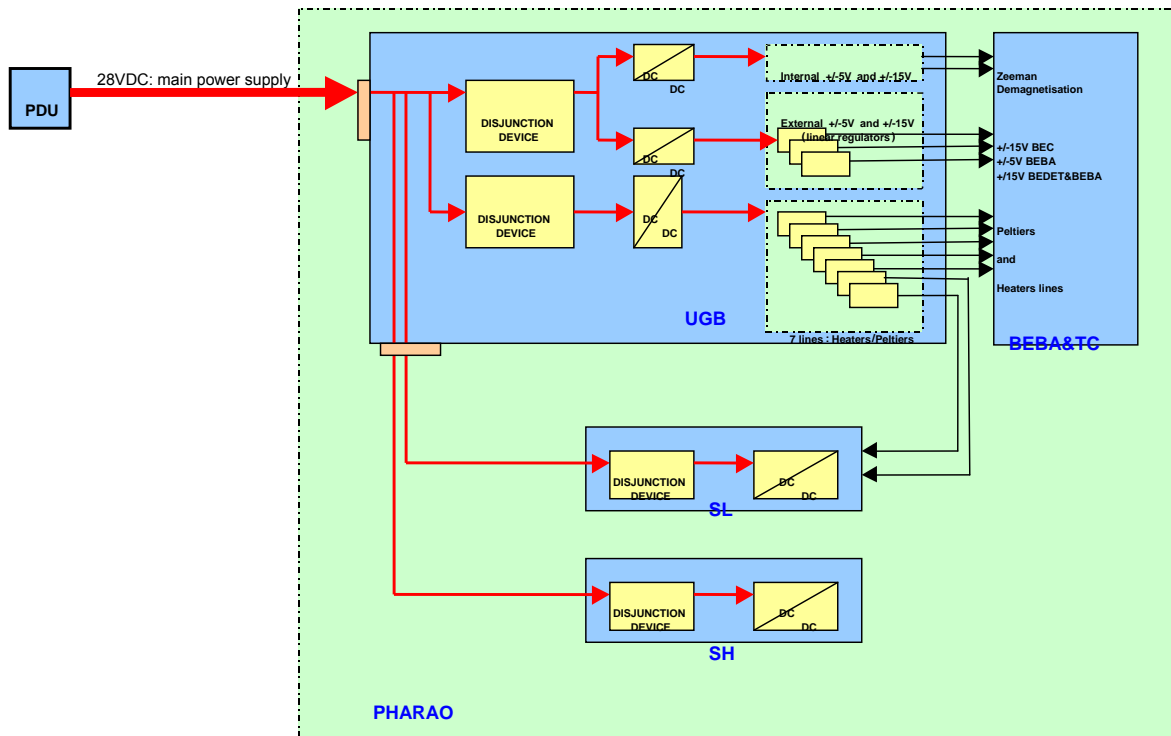 28VDC: main power supply
PDU
DISJUNCTION
DEVICE
DC
DC
Internal +/-5V and +/-15V
Zeeman
Demagnetisation
DC
DC
External +/-5V and +/-15V
(linear regulators)
+/-15V BEC
+/-5V BEBA
+/15V BEDET&BEBA
DISJUNCTION
DEVICE
DC
DC
Peltiers
and
Heaters lines
UGB
7 lines : Heaters/Peltiers
BEBA&TC
DISJUNCTION
DEVICE
DC
DC
SL
DISJUNCTION
DEVICE
DC
DC
SH
PHARAO